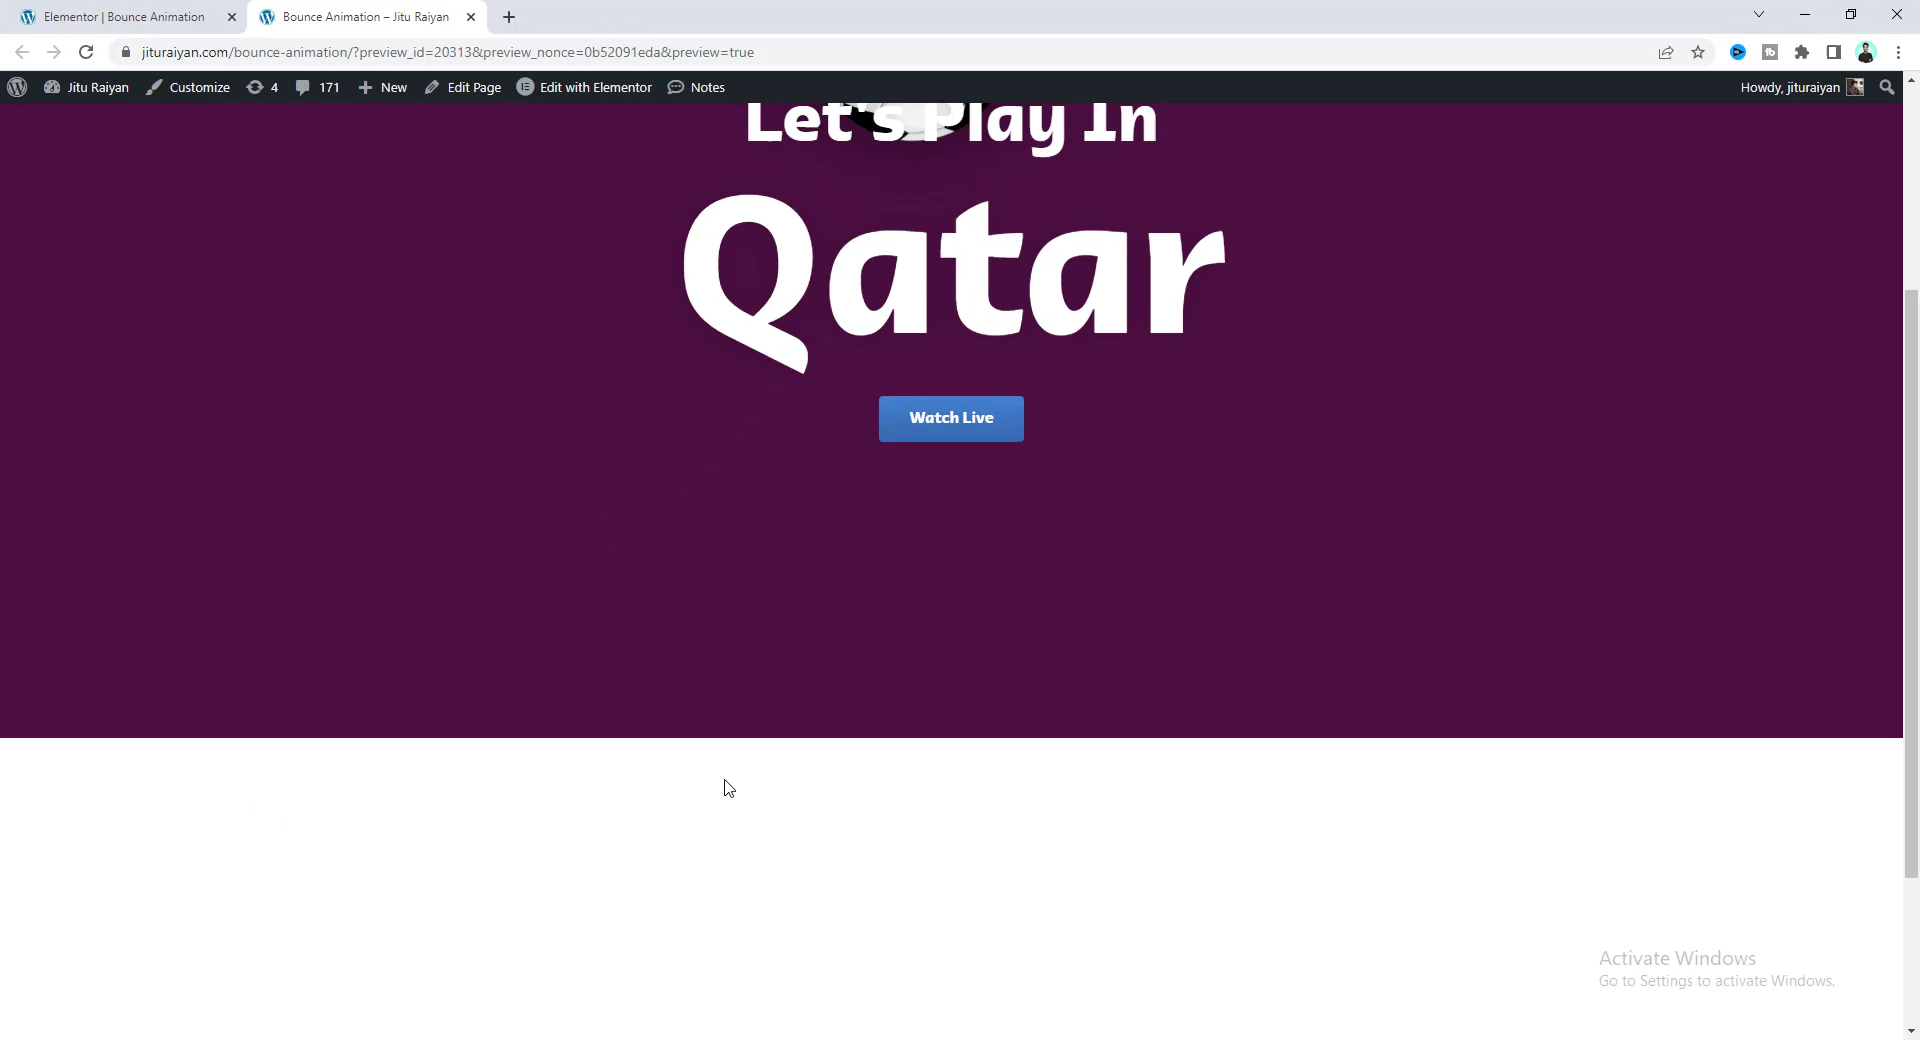 Elementor | Bounce Animation
Bounce Animation – Jitu Raiyan
jituraiyan.com/bounce-animation/?preview_id=20313&preview_nonce=0b52091eda&preview=true
Jitu Raiyan Customize 4 171 New Edit Page Edit with Elementor Notes Howdy, jituraiyan
Let's Play In
Qatar
Watch Live
Activate Windows
Go to Settings to activate Windows.